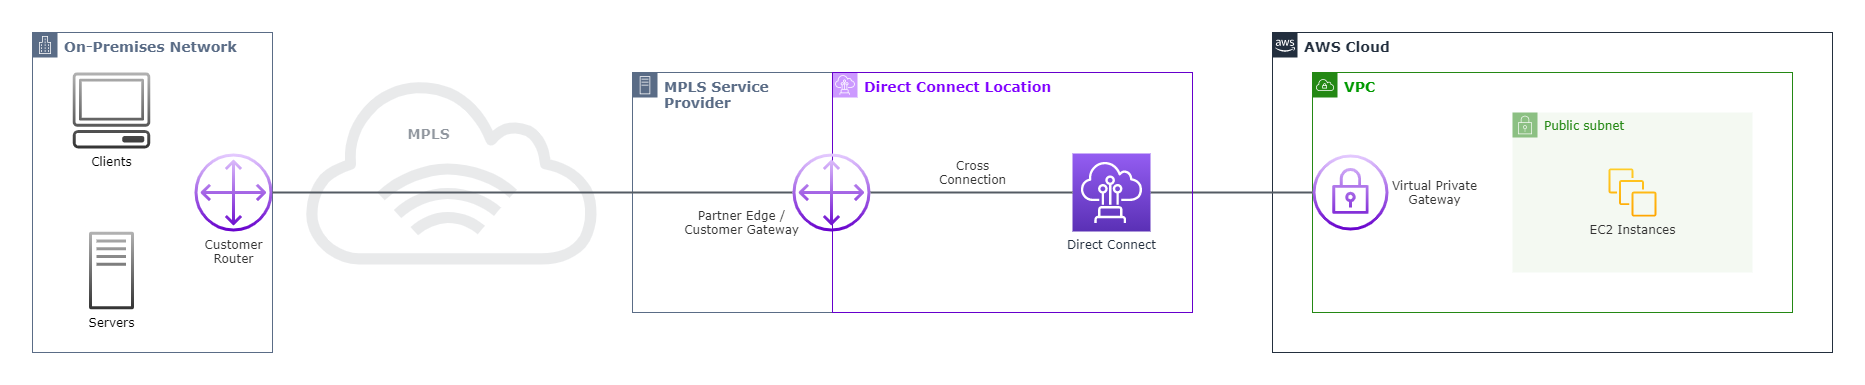 On-Premises Network
Clients
Customer
Router
Servers
MPLS
MPLS Service
Provider
Partner Edge /
Customer Gateway
Direct Connect Location
Cross
Connection
Direct Connect
aws
AWS Cloud
VPC
Virtual Private
Gateway
Public subnet
EC2 Instances